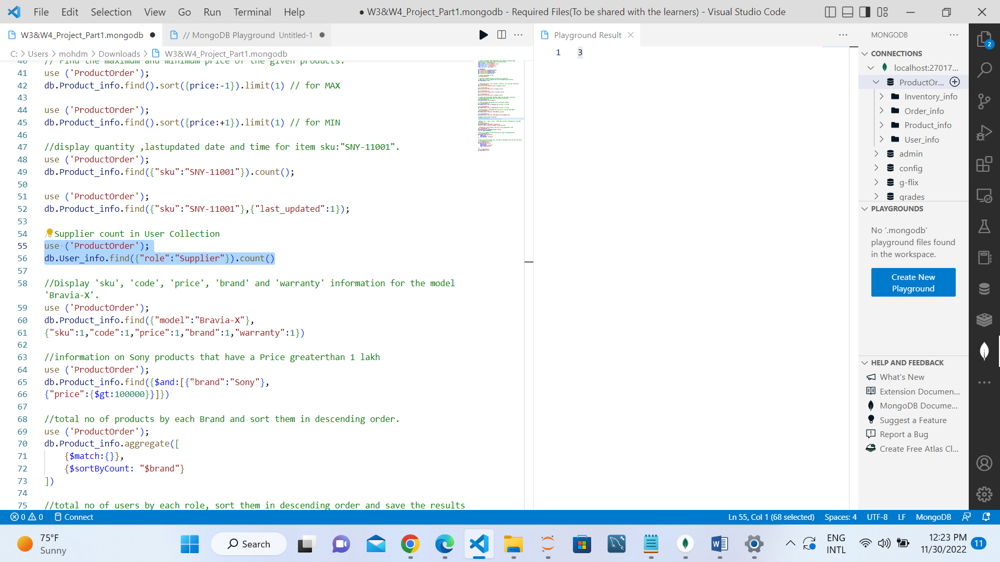 File Edit Selection View Go Run Terminal Help
● W3&W4_Project_Part1.mongodb - Required Files(To be shared with the learners) - Visual Studio Code
W3&W4_Project_Part1.mongodb ●
// MongoDB Playground Untitled-1 ●
C: > Users > mohdm > Downloads > W3&W4_Project_Part1.mongodb
40 // Find the maximum and minimum price of the given products.
41 use ('ProductOrder');
42 db.Product_info.find().sort({price:-1}).limit(1) // for MAX
43
44 use ('ProductOrder');
45 db.Product_info.find().sort({price:+1}).limit(1) // for MIN
46
47 //display quantity ,lastupdated date and time for item sku:"SNY-11001".
48 use ('ProductOrder');
49 db.Product_info.find({"sku":"SNY-11001"}).count();
50
51 use ('ProductOrder');
52 db.Product_info.find({"sku":"SNY-11001"},{"last_updated":1});
53
54 Supplier count in User Collection
55 use ('ProductOrder');
56 db.User_info.find({"role":"Supplier"}).count()
57
58 //Display 'sku', 'code', 'price', 'brand' and 'warranty' information for the model
'Bravia-X'.
59 use ('ProductOrder');
60 db.Product_info.find({"model":"Bravia-X"},
61 {"sku":1,"code":1,"price":1,"brand":1,"warranty":1})
62
63 //information on Sony products that have a Price greaterthan 1 lakh
64 use ('ProductOrder');
65 db.Product_info.find({$and:[{"brand":"Sony"},
66 {"price":{$gt:100000}}]})
67
68 //total no of products by each Brand and sort them in descending order.
69 use ('ProductOrder');
70 db.Product_info.aggregate([
71 {$match:{}},
72 {$sortByCount: "$brand"}
73 ])
74
75 //total no of users by each role, sort them in descending order and save the results
Playground Result
1 3
MONGODB
CONNECTIONS
localhost:27017...
ProductOr...
Inventory_info
Order_info
Product_info
User_info
admin
config
g-flix
grades
PLAYGROUNDS
No '.mongodb'
playground files found
in the workspace.
Create New
Playground
HELP AND FEEDBACK
What's New
Extension Documen...
MongoDB Docume...
Suggest a Feature
Report a Bug
Create Free Atlas Cl...
2
0 0 Connect
Ln 55, Col 1 (68 selected) Spaces: 4 UTF-8 LF MongoDB
75°F
Sunny
Search
ENG
INTL
12:23 PM
11/30/2022
11